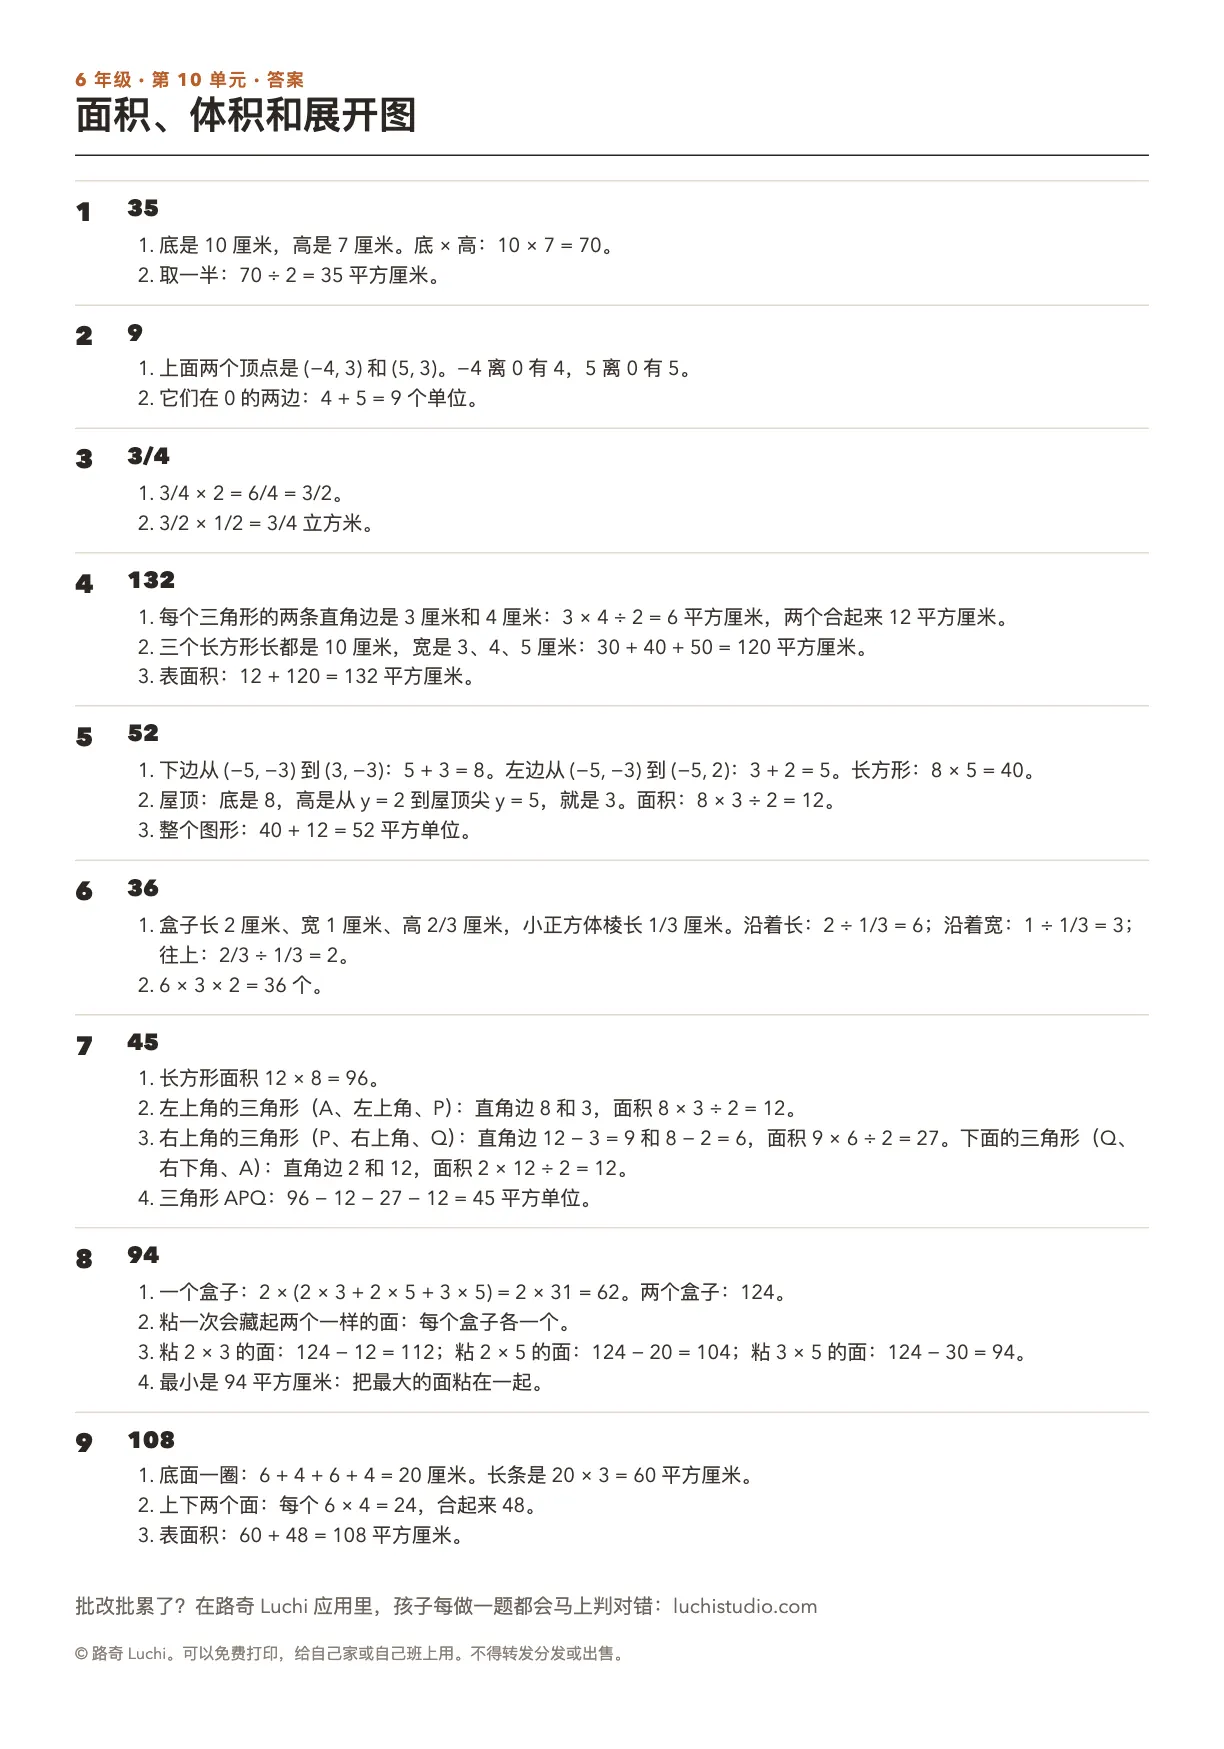 6 年级 · 第 10 单元 · 答案
面积、体积和展开图
1 35
1. 底是 10 厘米，高是 7 厘米。底 × 高：10 × 7 = 70。
2. 取一半：70 ÷ 2 = 35 平方厘米。
2 9
1. 上面两个顶点是 (−4, 3) 和 (5, 3)。−4 离 0 有 4，5 离 0 有 5。
2. 它们在 0 的两边：4 + 5 = 9 个单位。
3 3/4
1. 3/4 × 2 = 6/4 = 3/2。
2. 3/2 × 1/2 = 3/4 立方米。
4 132
1. 每个三角形的两条直角边是 3 厘米和 4 厘米：3 × 4 ÷ 2 = 6 平方厘米，两个合起来 12 平方厘米。
2. 三个长方形长都是 10 厘米，宽是 3、4、5 厘米：30 + 40 + 50 = 120 平方厘米。
3. 表面积：12 + 120 = 132 平方厘米。
5 52
1. 下边从 (−5, −3) 到 (3, −3)：5 + 3 = 8。左边从 (−5, −3) 到 (−5, 2)：3 + 2 = 5。长方形：8 × 5 = 40。
2. 屋顶：底是 8，高是从 y = 2 到屋顶尖 y = 5，就是 3。面积：8 × 3 ÷ 2 = 12。
3. 整个图形：40 + 12 = 52 平方单位。
6 36
1. 盒子长 2 厘米、宽 1 厘米、高 2/3 厘米，小正方体棱长 1/3 厘米。沿着长：2 ÷ 1/3 = 6；沿着宽：1 ÷ 1/3 = 3；
往上：2/3 ÷ 1/3 = 2。
2. 6 × 3 × 2 = 36 个。
7 45
1. 长方形面积 12 × 8 = 96。
2. 左上角的三角形（A、左上角、P）：直角边 8 和 3，面积 8 × 3 ÷ 2 = 12。
3. 右上角的三角形（P、右上角、Q）：直角边 12 − 3 = 9 和 8 − 2 = 6，面积 9 × 6 ÷ 2 = 27。下面的三角形（Q、
右下角、A）：直角边 2 和 12，面积 2 × 12 ÷ 2 = 12。
4. 三角形 APQ：96 − 12 − 27 − 12 = 45 平方单位。
8 94
1. 一个盒子：2 × (2 × 3 + 2 × 5 + 3 × 5) = 2 × 31 = 62。两个盒子：124。
2. 粘一次会藏起两个一样的面：每个盒子各一个。
3. 粘 2 × 3 的面：124 − 12 = 112；粘 2 × 5 的面：124 − 20 = 104；粘 3 × 5 的面：124 − 30 = 94。
4. 最小是 94 平方厘米：把最大的面粘在一起。
9 108
1. 底面一圈：6 + 4 + 6 + 4 = 20 厘米。长条是 20 × 3 = 60 平方厘米。
2. 上下两个面：每个 6 × 4 = 24，合起来 48。
3. 表面积：60 + 48 = 108 平方厘米。
批改批累了？在路奇 Luchi 应用里，孩子每做一题都会马上判对错：luchistudio.com
© 路奇 Luchi。可以免费打印，给自己家或自己班上用。不得转发分发或出售。